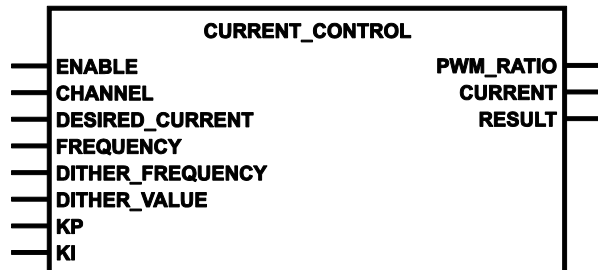 CURRENT_CONTROL
ENABLE PWM_RATIO
CHANNEL CURRENT
DESIRED_CURRENT RESULT
FREQUENCY
DITHER_FREQUENCY
DITHER_VALUE
KP
KI